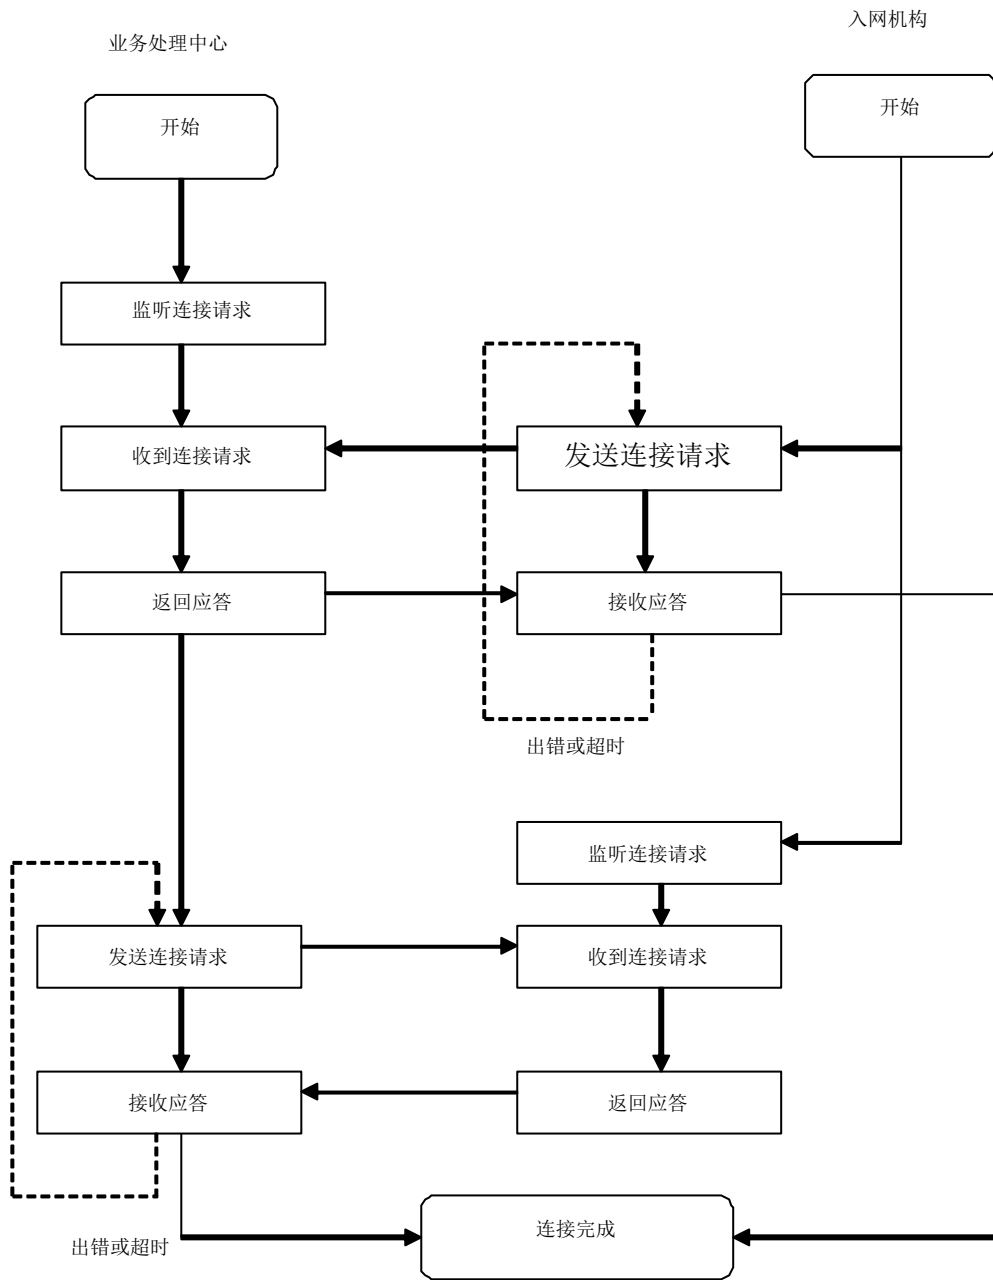 入网机构
业务处理中心
开始
开始
监听连接请求
收到连接请求
发送连接请求
返回应答
接收应答
出错或超时
监听连接请求
发送连接请求
收到连接请求
接收应答
返回应答
连接完成
出错或超时